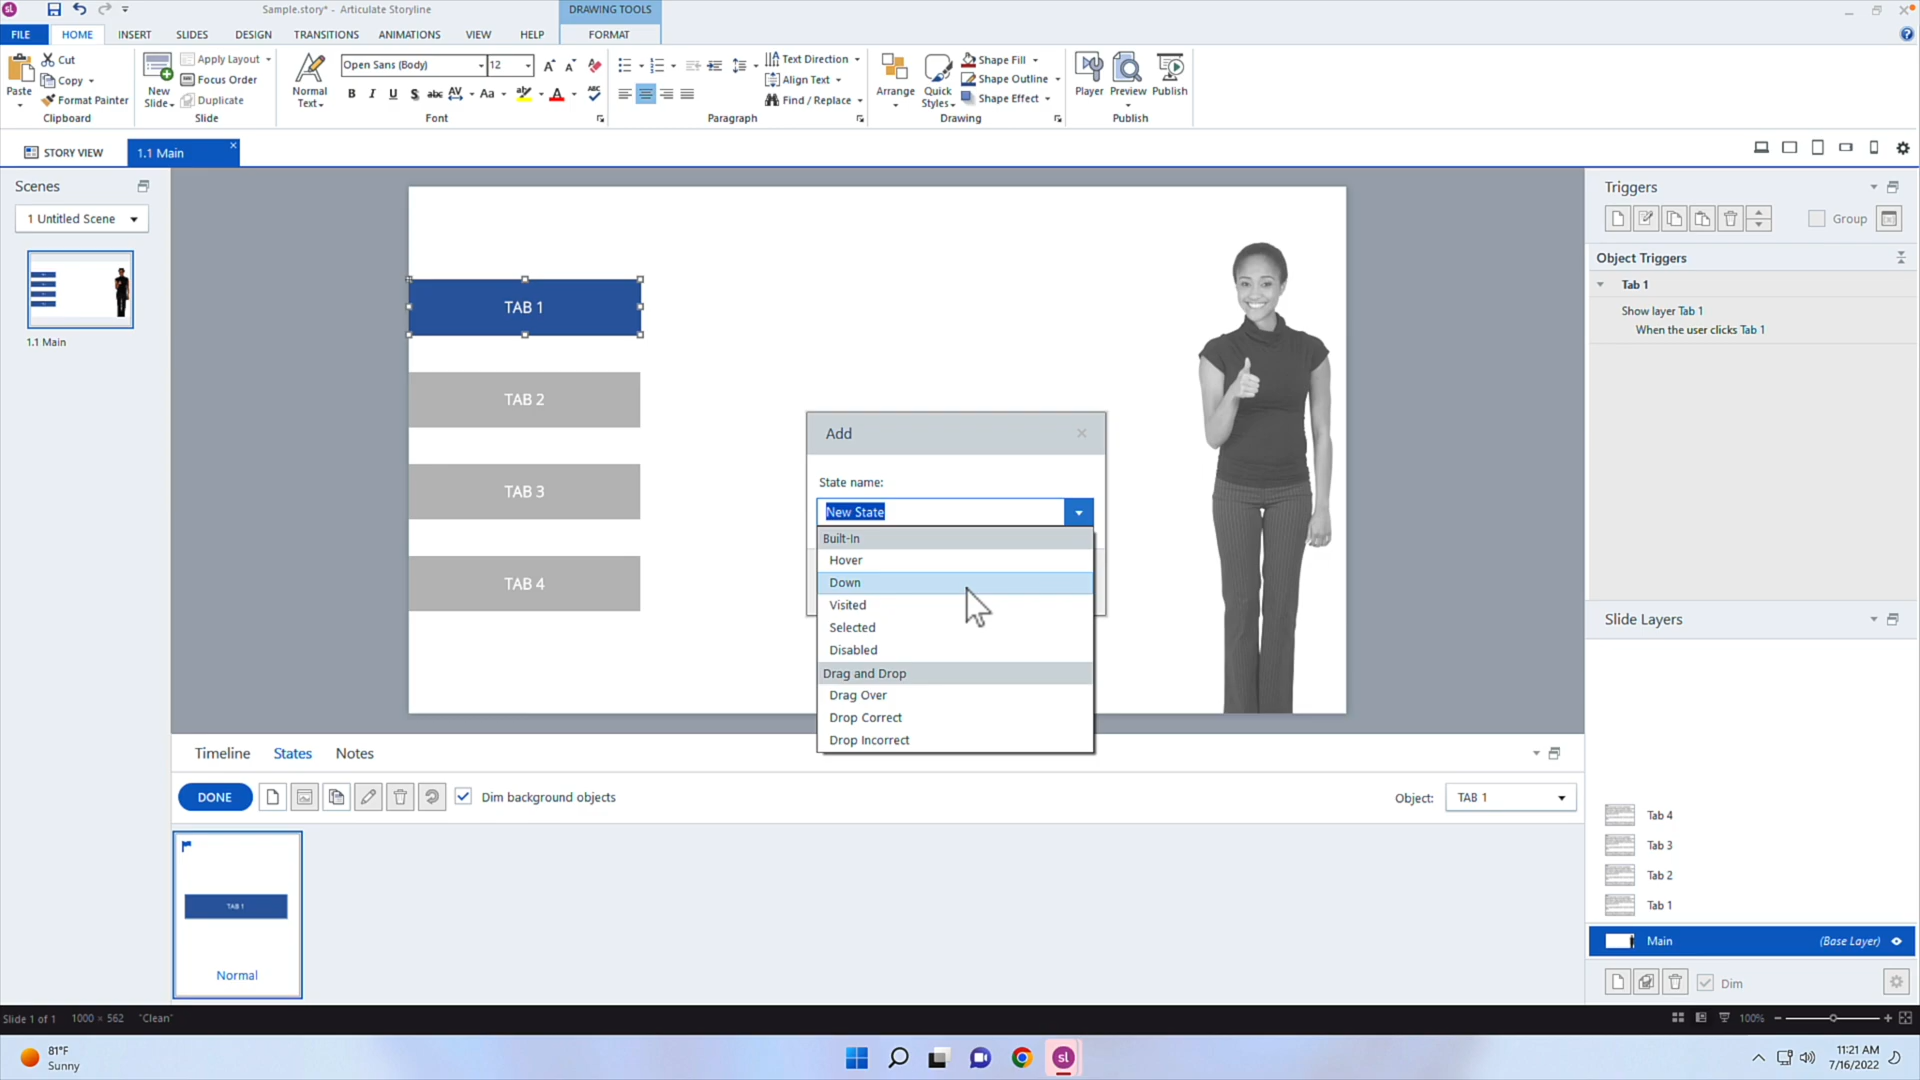 sl
Sample.story* - Articulate Storyline
DRAWING TOOLS
FILE
HOME
INSERT
SLIDES
DESIGN
TRANSITIONS
ANIMATIONS
VIEW
HELP
FORMAT
Paste
Cut
Copy
Format Painter
Clipboard
New
Slide
Apply Layout
Focus Order
Duplicate
Slide
Normal
Text
Open Sans (Body)
12
B I U S abc AV Aa A
Font
Text Direction
Align Text
Find / Replace
Paragraph
Arrange
Quick
Styles
Shape Fill
Shape Outline
Shape Effect
Drawing
Player
Preview
Publish
Publish
STORY VIEW
1.1 Main
Scenes
1 Untitled Scene
1.1 Main
TAB 1
TAB 2
TAB 3
TAB 4
Add
State name:
New State
Built-In
Hover
Down
Visited
Selected
Disabled
Drag and Drop
Drag Over
Drop Correct
Drop Incorrect
Triggers
Group
Object Triggers
Tab 1
Show layer Tab 1
When the user clicks Tab 1
Slide Layers
Tab 4
Tab 3
Tab 2
Tab 1
Main
(Base Layer)
Dim
Timeline
States
Notes
DONE
Dim background objects
Object:
TAB 1
TAB 1
Normal
Slide 1 of 1
1000 × 562
"Clean"
100%
81°F
Sunny
sl
11:21 AM
7/16/2022